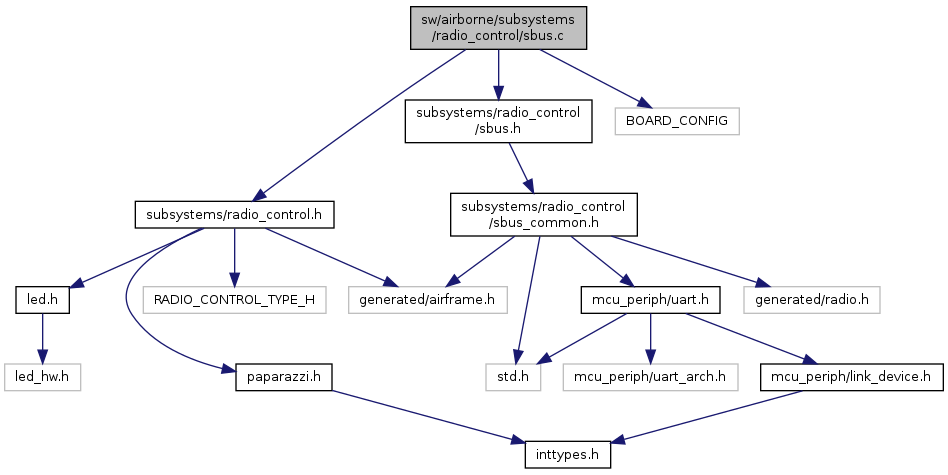 sw/airborne/subsystems
/radio_control/sbus.c
subsystems/radio_control
/sbus.h
BOARD_CONFIG
subsystems/radio_control.h
subsystems/radio_control
/sbus_common.h
led.h
RADIO_CONTROL_TYPE_H
generated/airframe.h
mcu_periph/uart.h
generated/radio.h
led_hw.h
paparazzi.h
std.h
mcu_periph/uart_arch.h
mcu_periph/link_device.h
inttypes.h